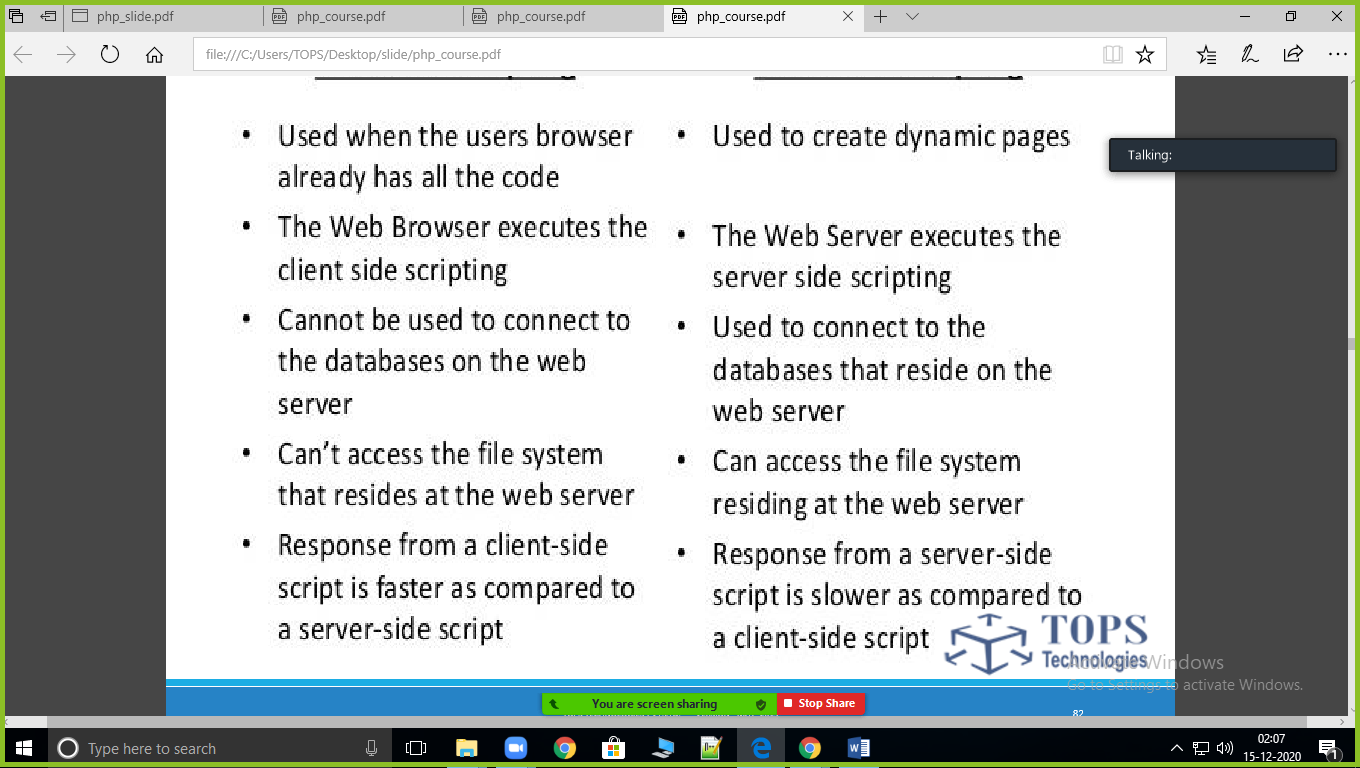 php_slide.pdf
php_course.pdf
php_course.pdf
php_course.pdf
file:///C:/Users/TOPS/Desktop/slide/php_course.pdf
• Used when the users browser
already has all the code
• The Web Browser executes the
client side scripting
• Cannot be used to connect to
the databases on the web
server
• Can't access the file system
that resides at the web server
• Response from a client-side
script is faster as compared to
a server-side script
• Used to create dynamic pages
• The Web Server executes the
server side scripting
• Used to connect to the
databases that reside on the
web server
• Can access the file system
residing at the web server
• Response from a server-side
script is slower as compared to
a client-side script
Talking:
TOPS
Technologies
Activate Windows
Go to Settings to activate Windows.
82
You are screen sharing
Stop Share
Type here to search
02:07
15-12-2020
1